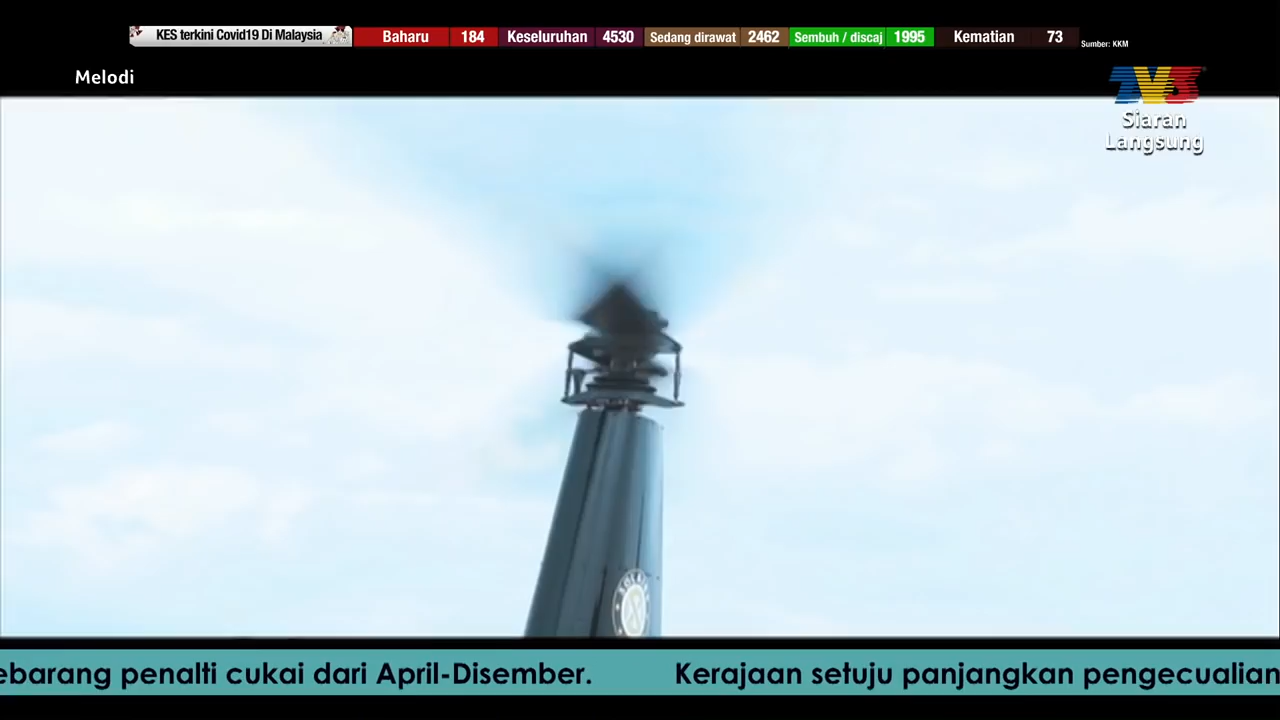 KES terkini Covid19 Di Malaysia Baharu 184 Keseluruhan 4530 Sedang dirawat 2462 Sembuh / discaj 1995 Kematian 73 Sumber: KKM
Melodi
TV3
Siaran
Langsung
ebarang penalti cukai dari April-Disember. Kerajaan setuju panjangkan pengecualian